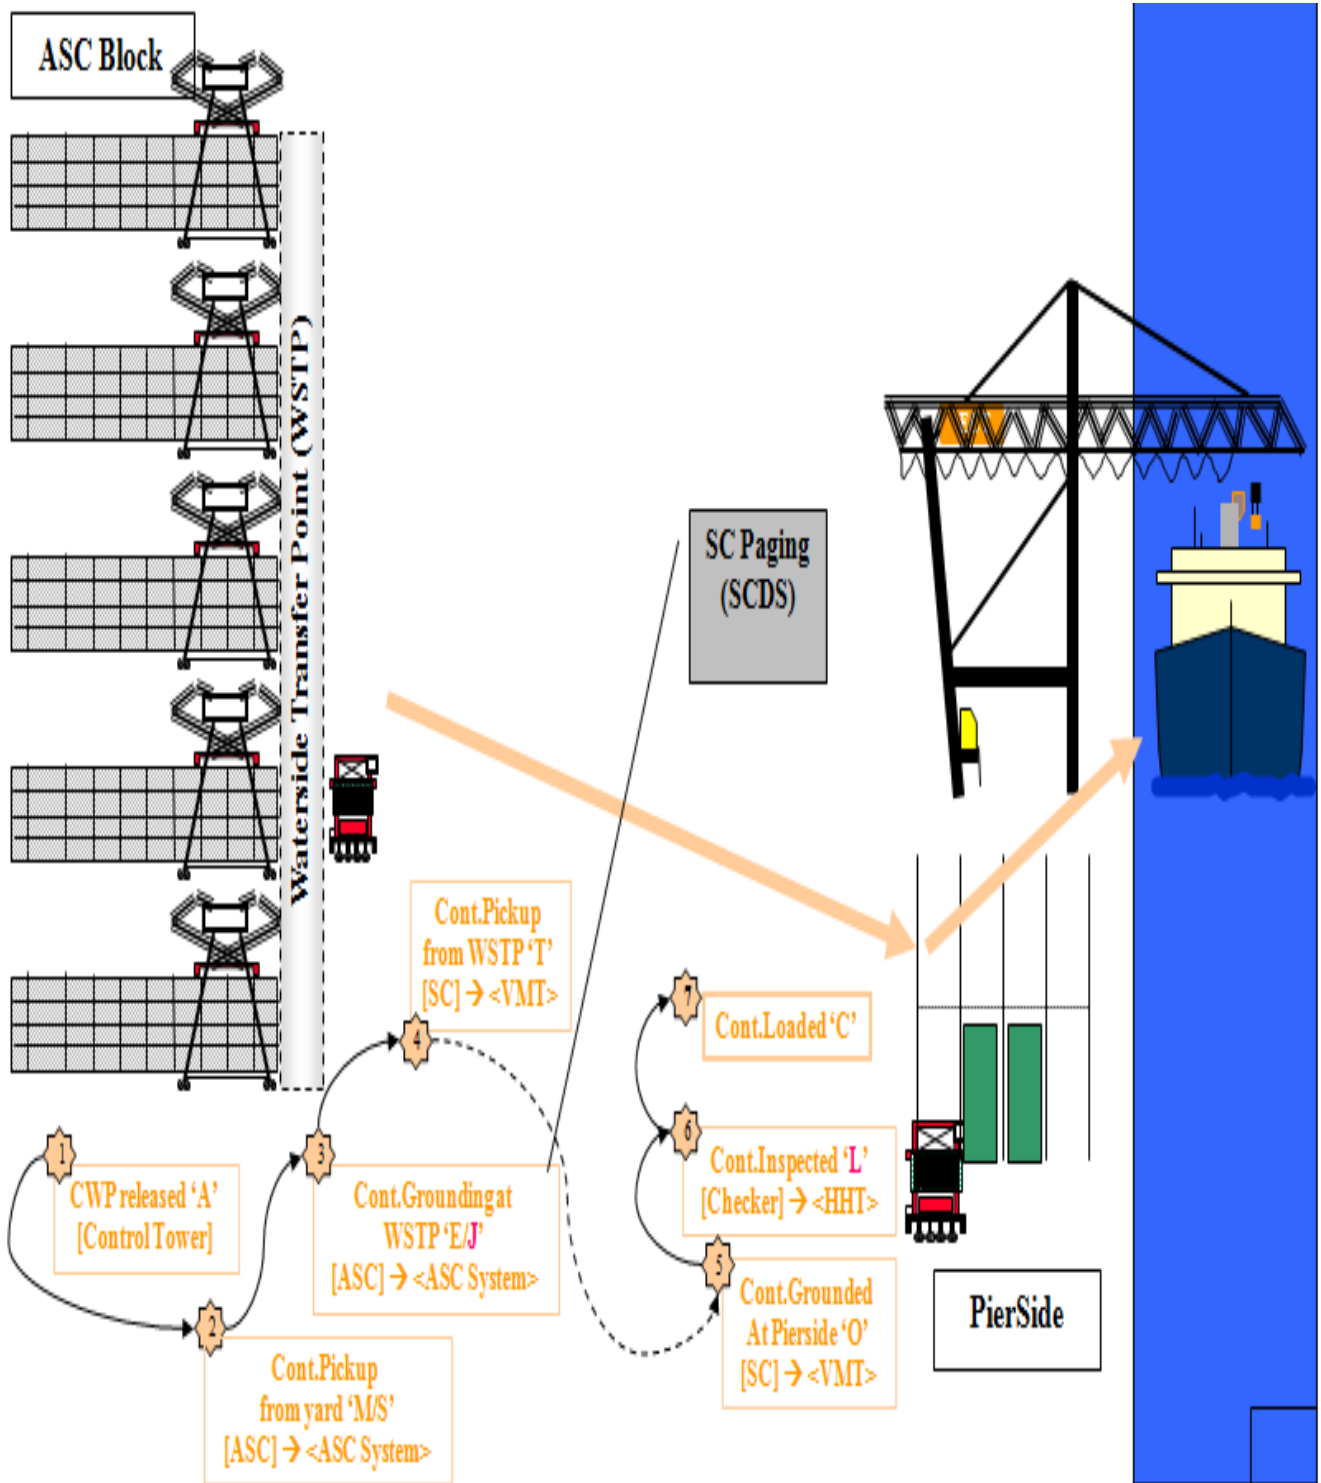 ASC Block
Waterside Transfer Point (WSTP)
SC Paging
(SCDS)
Cont.Pickup
from WSTP ‘T’
[SC] → <VMT>
4
7
Cont.Loaded ‘C’
1
CWP released ‘A’
[Control Tower]
3
Cont.Grounding at
WSTP ‘E/J’
[ASC] → <ASC System>
6
Cont.Inspected ‘L’
[Checker] → <HHT>
2
Cont.Pickup
from yard ‘M/S’
[ASC] → <ASC System>
5
Cont.Grounded
At Pierside ‘O’
[SC] → <VMT>
PierSide